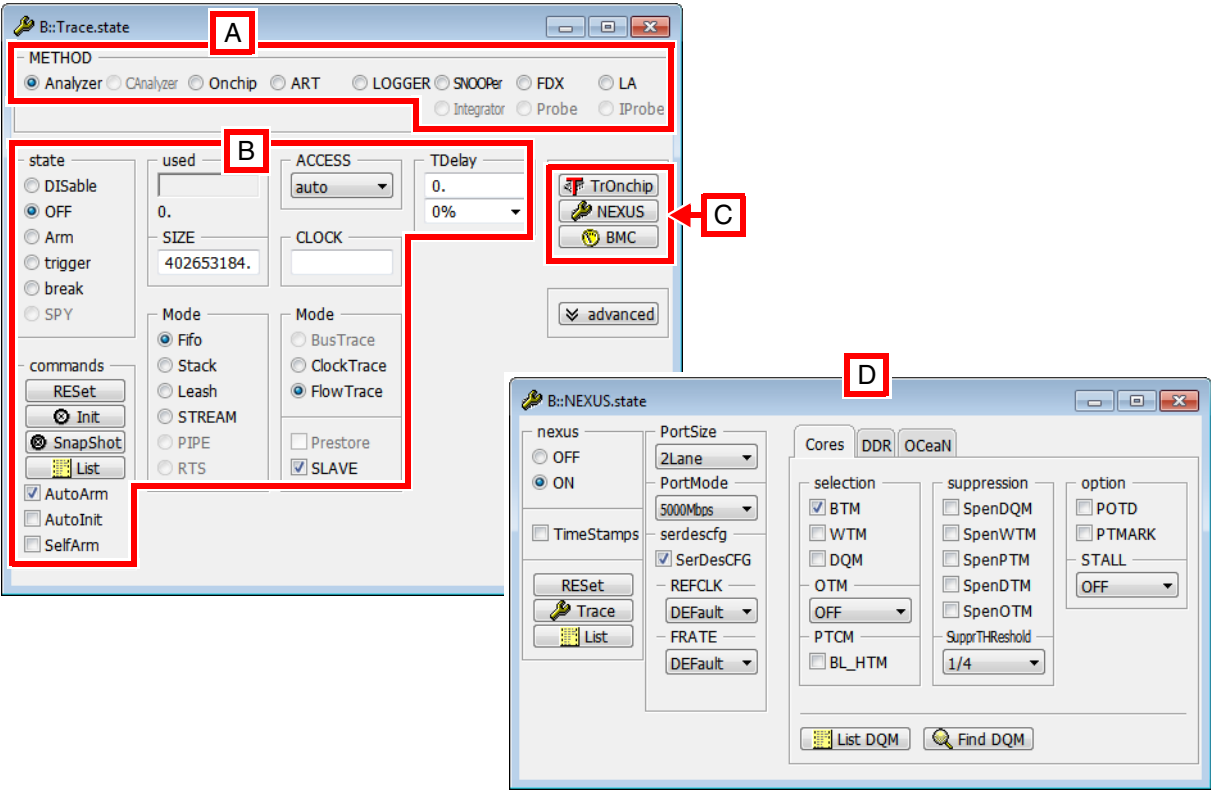 B::Trace.state
A
METHOD
Analyzer CAnalyzer Onchip ART LOGGER SNOOPer FDX LA
Integrator Probe IProbe
B
state
DISable
OFF
Arm
trigger
break
SPY
used
0.
SIZE
402653184.
ACCESS
auto
CLOCK
TDelay
0.
0%
TrOnchip
NEXUS
BMC
C
advanced
commands
RESet
Init
SnapShot
List
AutoArm
AutoInit
SelfArm
Mode
Fifo
Stack
Leash
STREAM
PIPE
RTS
Mode
BusTrace
ClockTrace
FlowTrace
Prestore
SLAVE
D
B::NEXUS.state
nexus
OFF
ON
TimeStamps
RESet
Trace
List
PortSize
2Lane
PortMode
5000Mbps
serdescfg
SerDesCFG
REFCLK
DEFault
FRATE
DEFault
Cores DDR OCeaN
selection
BTM
WTM
DQM
OTM
OFF
PTCM
BL_HTM
suppression
SpenDQM
SpenWTM
SpenPTM
SpenDTM
SpenOTM
SupprTHReshold
1/4
option
POTD
PTMARK
STALL
OFF
List DQM Find DQM